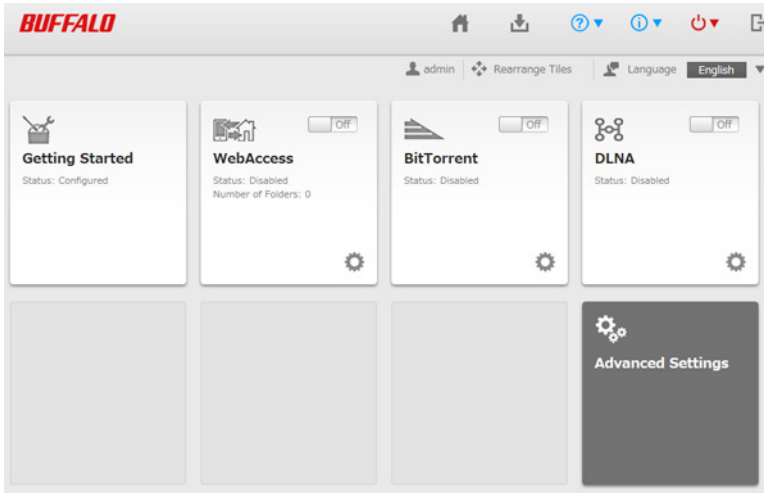 BUFFALO
admin Rearrange Tiles Language English
Getting Started
Status: Configured
Off
WebAccess
Status: Disabled
Number of Folders: 0
Off
BitTorrent
Status: Disabled
Off
DLNA
Status: Disabled
Advanced Settings